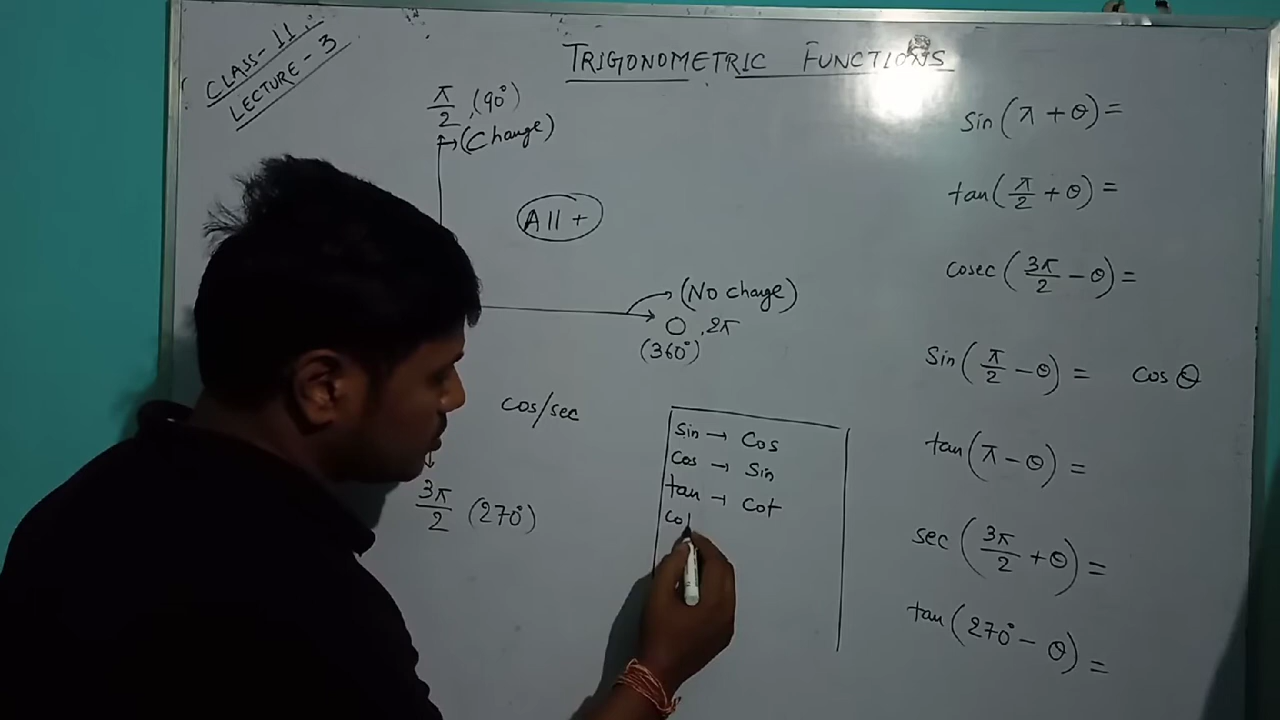 CLASS-11:
LECTURE-3
TRIGONOMETRIC FUNCTIONS
π/2, (90°)
(Change)
All +
(No change)
0, 2π
(360°)
cos/sec
3π/2 (270°)
Sin → Cos
Cos → Sin
tan → Cot
Cot
Sin(π + θ) =
tan(π/2 + θ) =
Cosec(3π/2 − θ) =
Sin(π/2 − θ) = Cos θ
tan(π − θ) =
sec(3π/2 + θ) =
tan(270° − θ) =